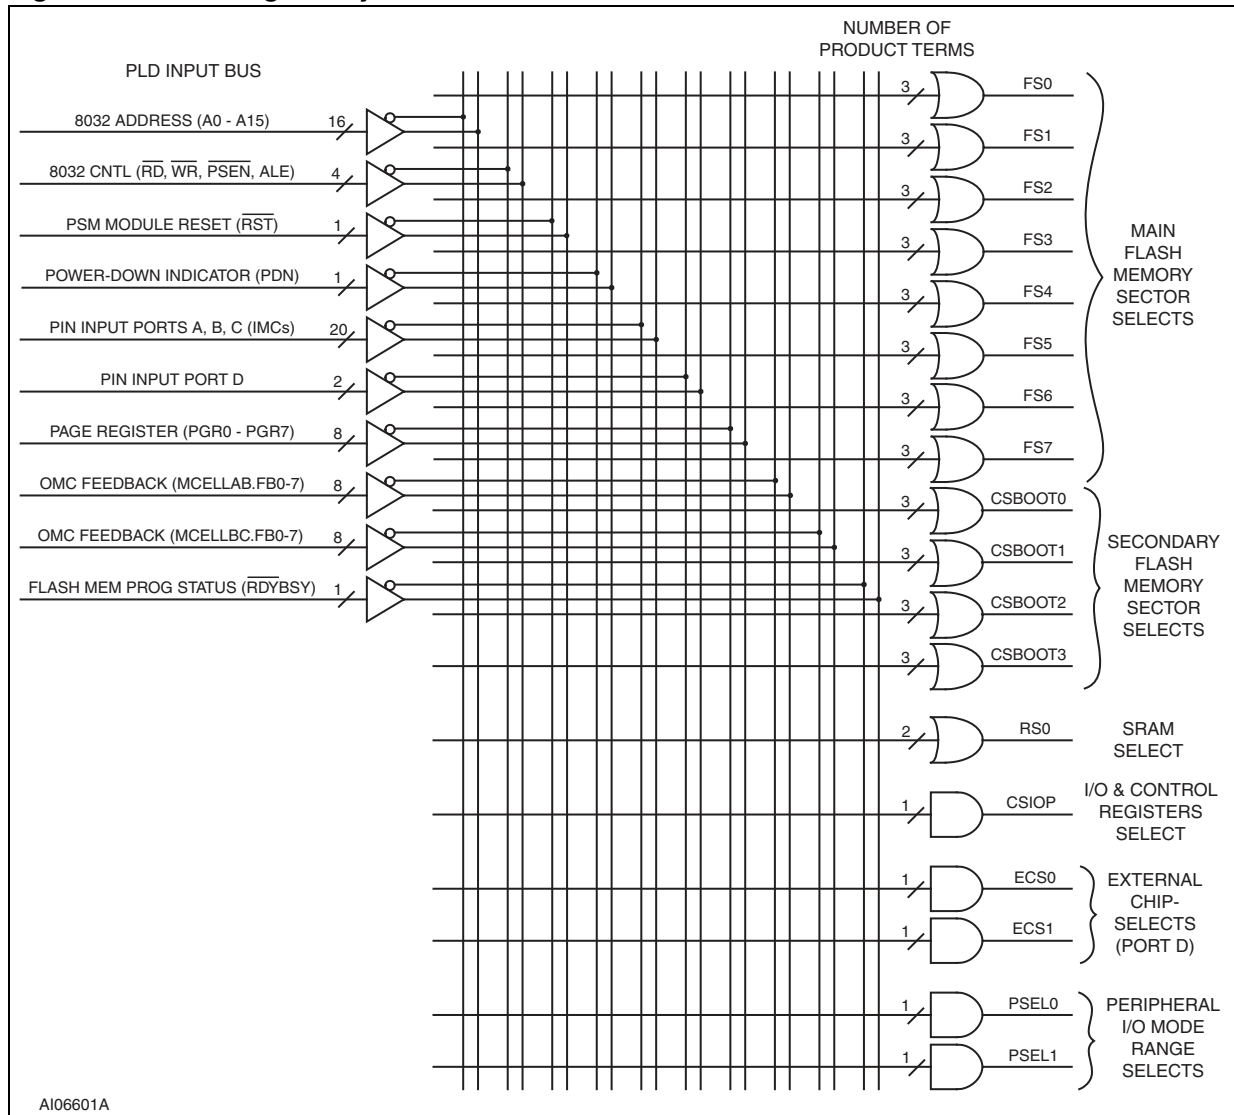 NUMBER OF
PRODUCT TERMS
PLD INPUT BUS
8032 ADDRESS (A0 - A15)
16
8032 CNTL (RD, WR, PSEN, ALE)
4
PSM MODULE RESET (RST)
1
POWER-DOWN INDICATOR (PDN)
1
PIN INPUT PORTS A, B, C (IMCs)
20
PIN INPUT PORT D
2
PAGE REGISTER (PGR0 - PGR7)
8
OMC FEEDBACK (MCELLAB.FB0-7)
8
OMC FEEDBACK (MCELLBC.FB0-7)
8
FLASH MEM PROG STATUS (RDYBSY)
1
3 FS0
3 FS1
3 FS2
3 FS3
3 FS4
3 FS5
3 FS6
3 FS7
MAIN
FLASH
MEMORY
SECTOR
SELECTS
3 CSBOOT0
3 CSBOOT1
3 CSBOOT2
3 CSBOOT3
SECONDARY
FLASH
MEMORY
SECTOR
SELECTS
2 RS0
SRAM
SELECT
1 CSIOP
I/O & CONTROL
REGISTERS
SELECT
1 ECS0
1 ECS1
EXTERNAL
CHIP-
SELECTS
(PORT D)
1 PSEL0
1 PSEL1
PERIPHERAL
I/O MODE
RANGE
SELECTS
AI06601A